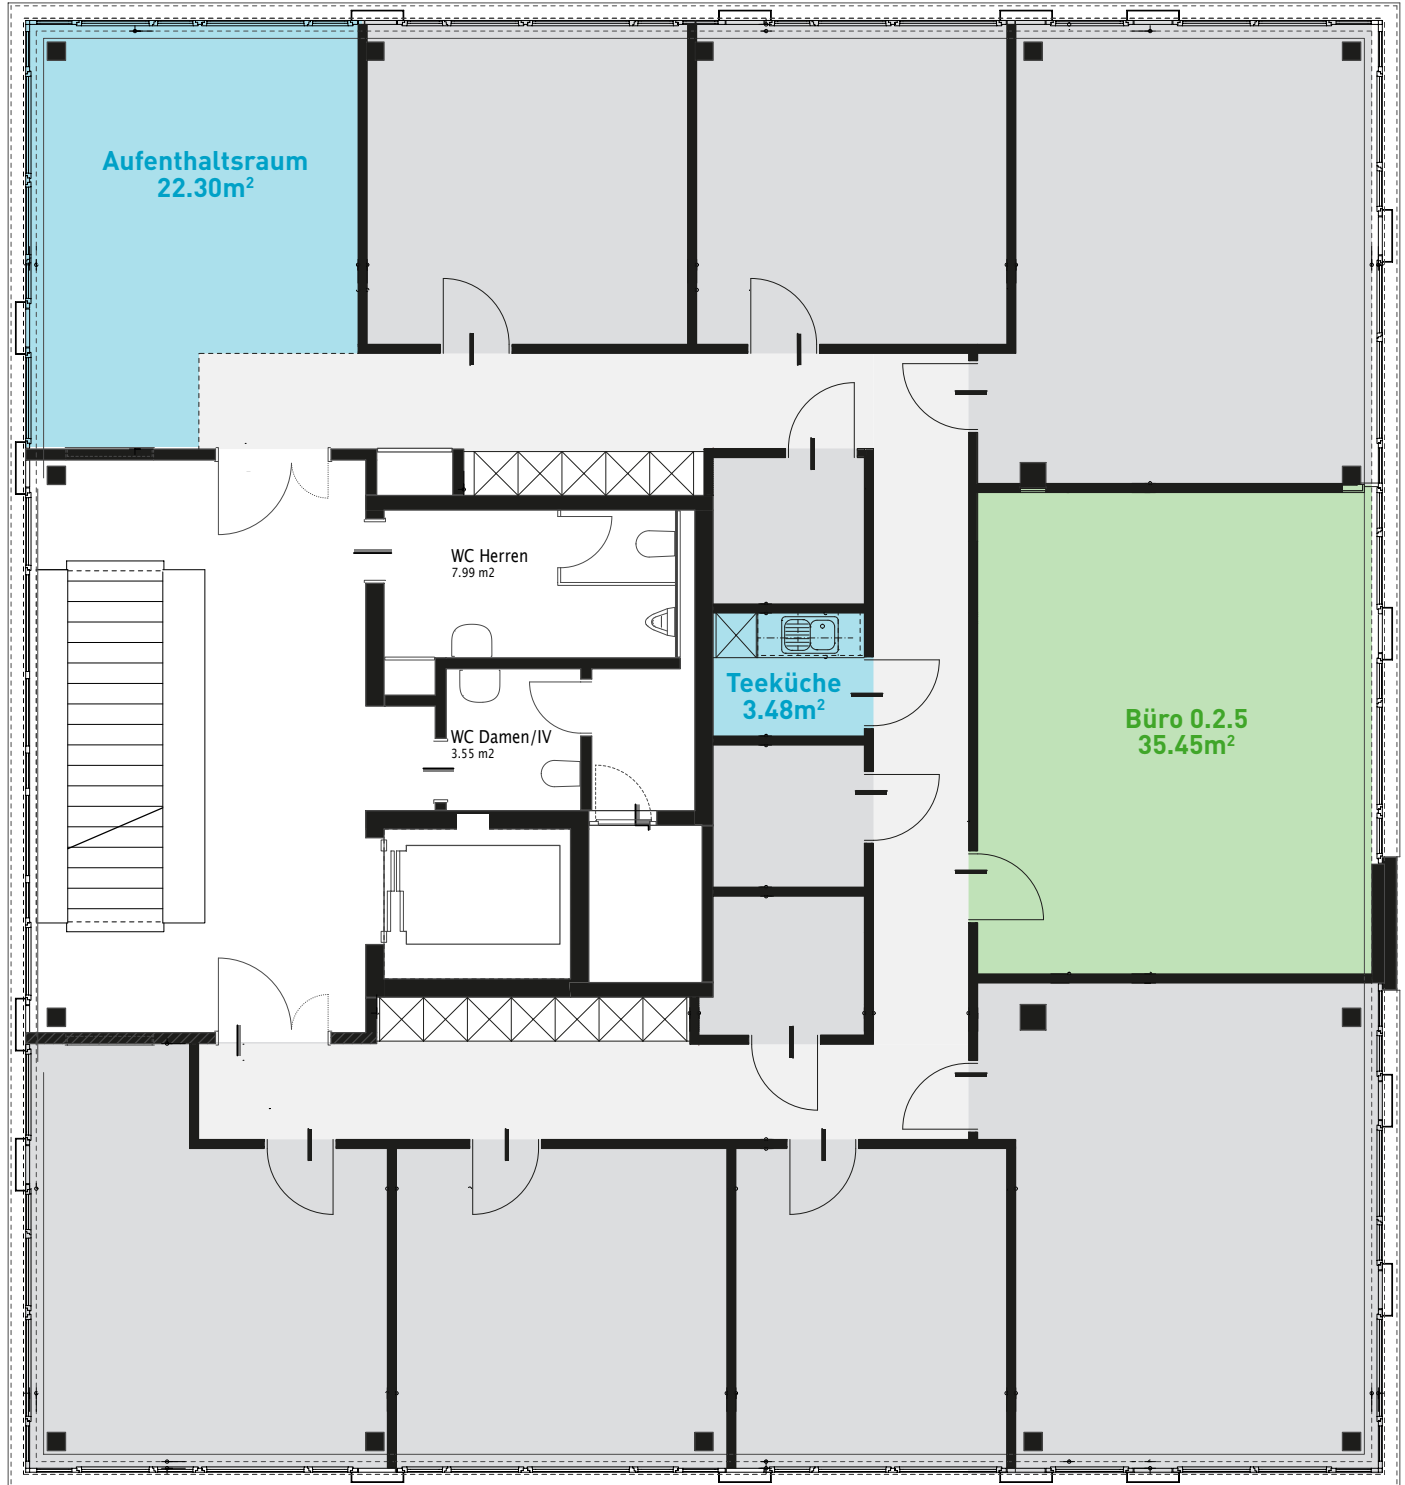 Aufenthaltsraum
22.30m²
WC Herren
7.99 m2
Teeküche
3.48m²
Büro 0.2.5
35.45m²
WC Damen/IV
3.55 m2